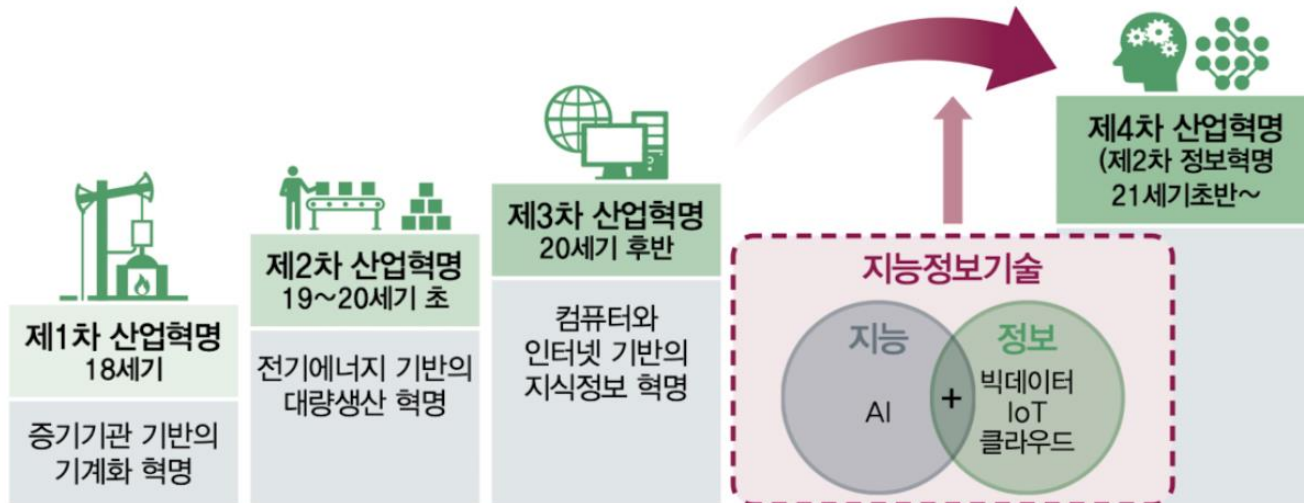 제1차 산업혁명
18세기
증기기관 기반의
기계화 혁명
제2차 산업혁명
19~20세기 초
전기에너지 기반의
대량생산 혁명
제3차 산업혁명
20세기 후반
컴퓨터와
인터넷 기반의
지식정보 혁명
지능정보기술
지능
AI
+
정보
빅데이터
IoT
클라우드
제4차 산업혁명
(제2차 정보혁명
21세기초반~